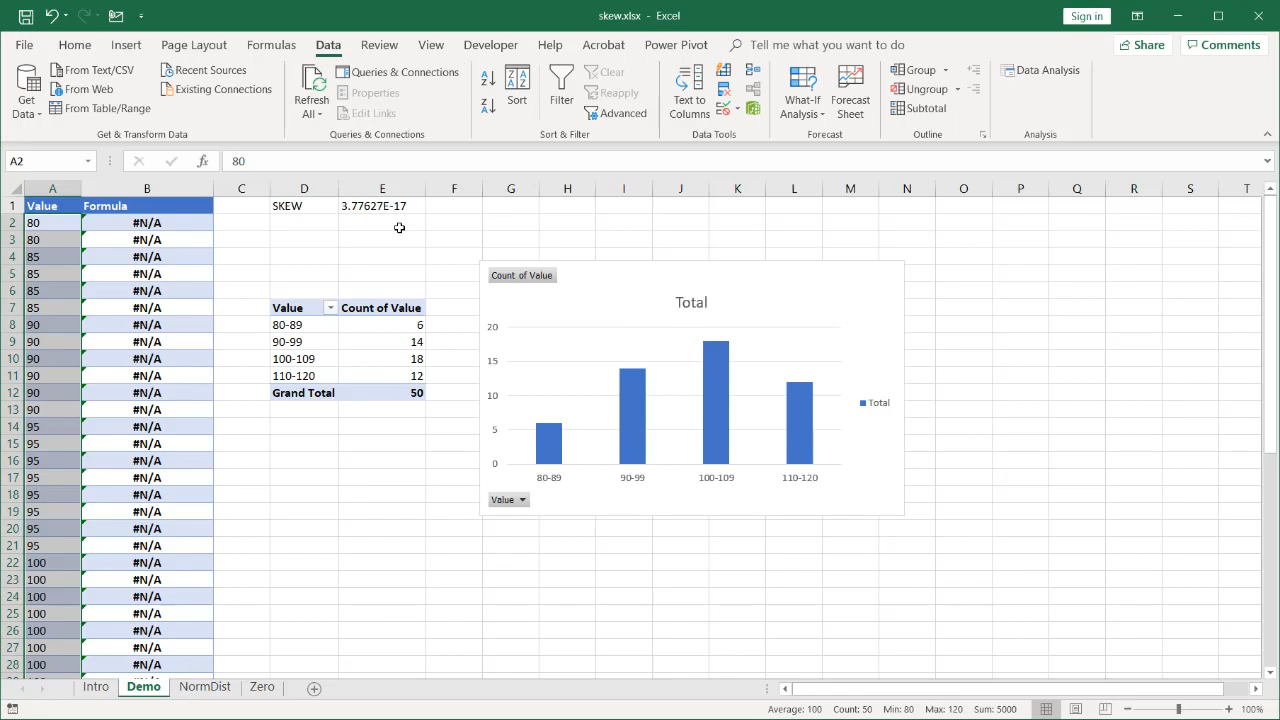 skew.xlsx - Excel
Sign in
File Home Insert Page Layout Formulas Data Review View Developer Help Acrobat Power Pivot Tell me what you want to do Share Comments
Get Data
From Text/CSV
From Web
From Table/Range
Recent Sources
Existing Connections
Get & Transform Data
Refresh All
Queries & Connections
Properties
Edit Links
Queries & Connections
Sort
Filter
Clear
Reapply
Advanced
Sort & Filter
Text to Columns
Data Tools
What-If Analysis
Forecast Sheet
Forecast
Group
Ungroup
Subtotal
Outline
Data Analysis
Analysis
A2 fx 80
A B C D E F G H I J K L M N O P Q R S T
1 Value Formula SKEW 3.77627E-17
2 80 #N/A
3 80 #N/A
4 85 #N/A
5 85 #N/A
6 85 #N/A
7 85 #N/A Value Count of Value
8 90 #N/A 80-89 6
9 90 #N/A 90-99 14
10 90 #N/A 100-109 18
11 90 #N/A 110-120 12
12 90 #N/A Grand Total 50
13 90 #N/A
14 95 #N/A
15 95 #N/A
16 95 #N/A
17 95 #N/A
18 95 #N/A
19 95 #N/A
20 95 #N/A
21 95 #N/A
22 100 #N/A
23 100 #N/A
24 100 #N/A
25 100 #N/A
26 100 #N/A
27 100 #N/A
28 100 #N/A
Count of Value
Total
20
15
10
5
0
80-89 90-99 100-109 110-120
Total
Value
Intro Demo NormDist Zero
Average: 100 Count: 50 Min: 80 Max: 120 Sum: 5000 100%